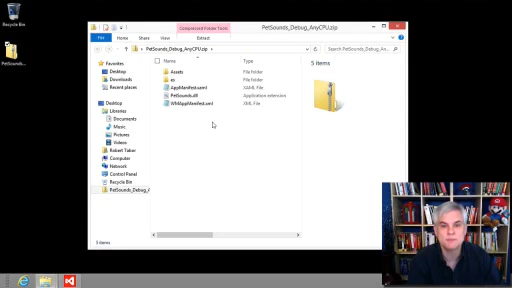 Recycle Bin
PetSounds...
Compressed Folder Tools
PetSounds_Debug_AnyCPU.zip
File
Home
Share
View
Extract
PetSounds_Debug_AnyCPU.zip
Search PetSounds_Debug_An...
Favorites
Desktop
Downloads
Recent places
Desktop
Libraries
Documents
Music
Pictures
Videos
Robert Tabor
Computer
Network
Control Panel
Recycle Bin
PetSounds_Debug_A
Name
Type
Assets
File folder
es
File folder
AppManifest.xaml
XAML File
PetSounds.dll
Application extension
WMAppManifest.xml
XML File
5 items
5 items